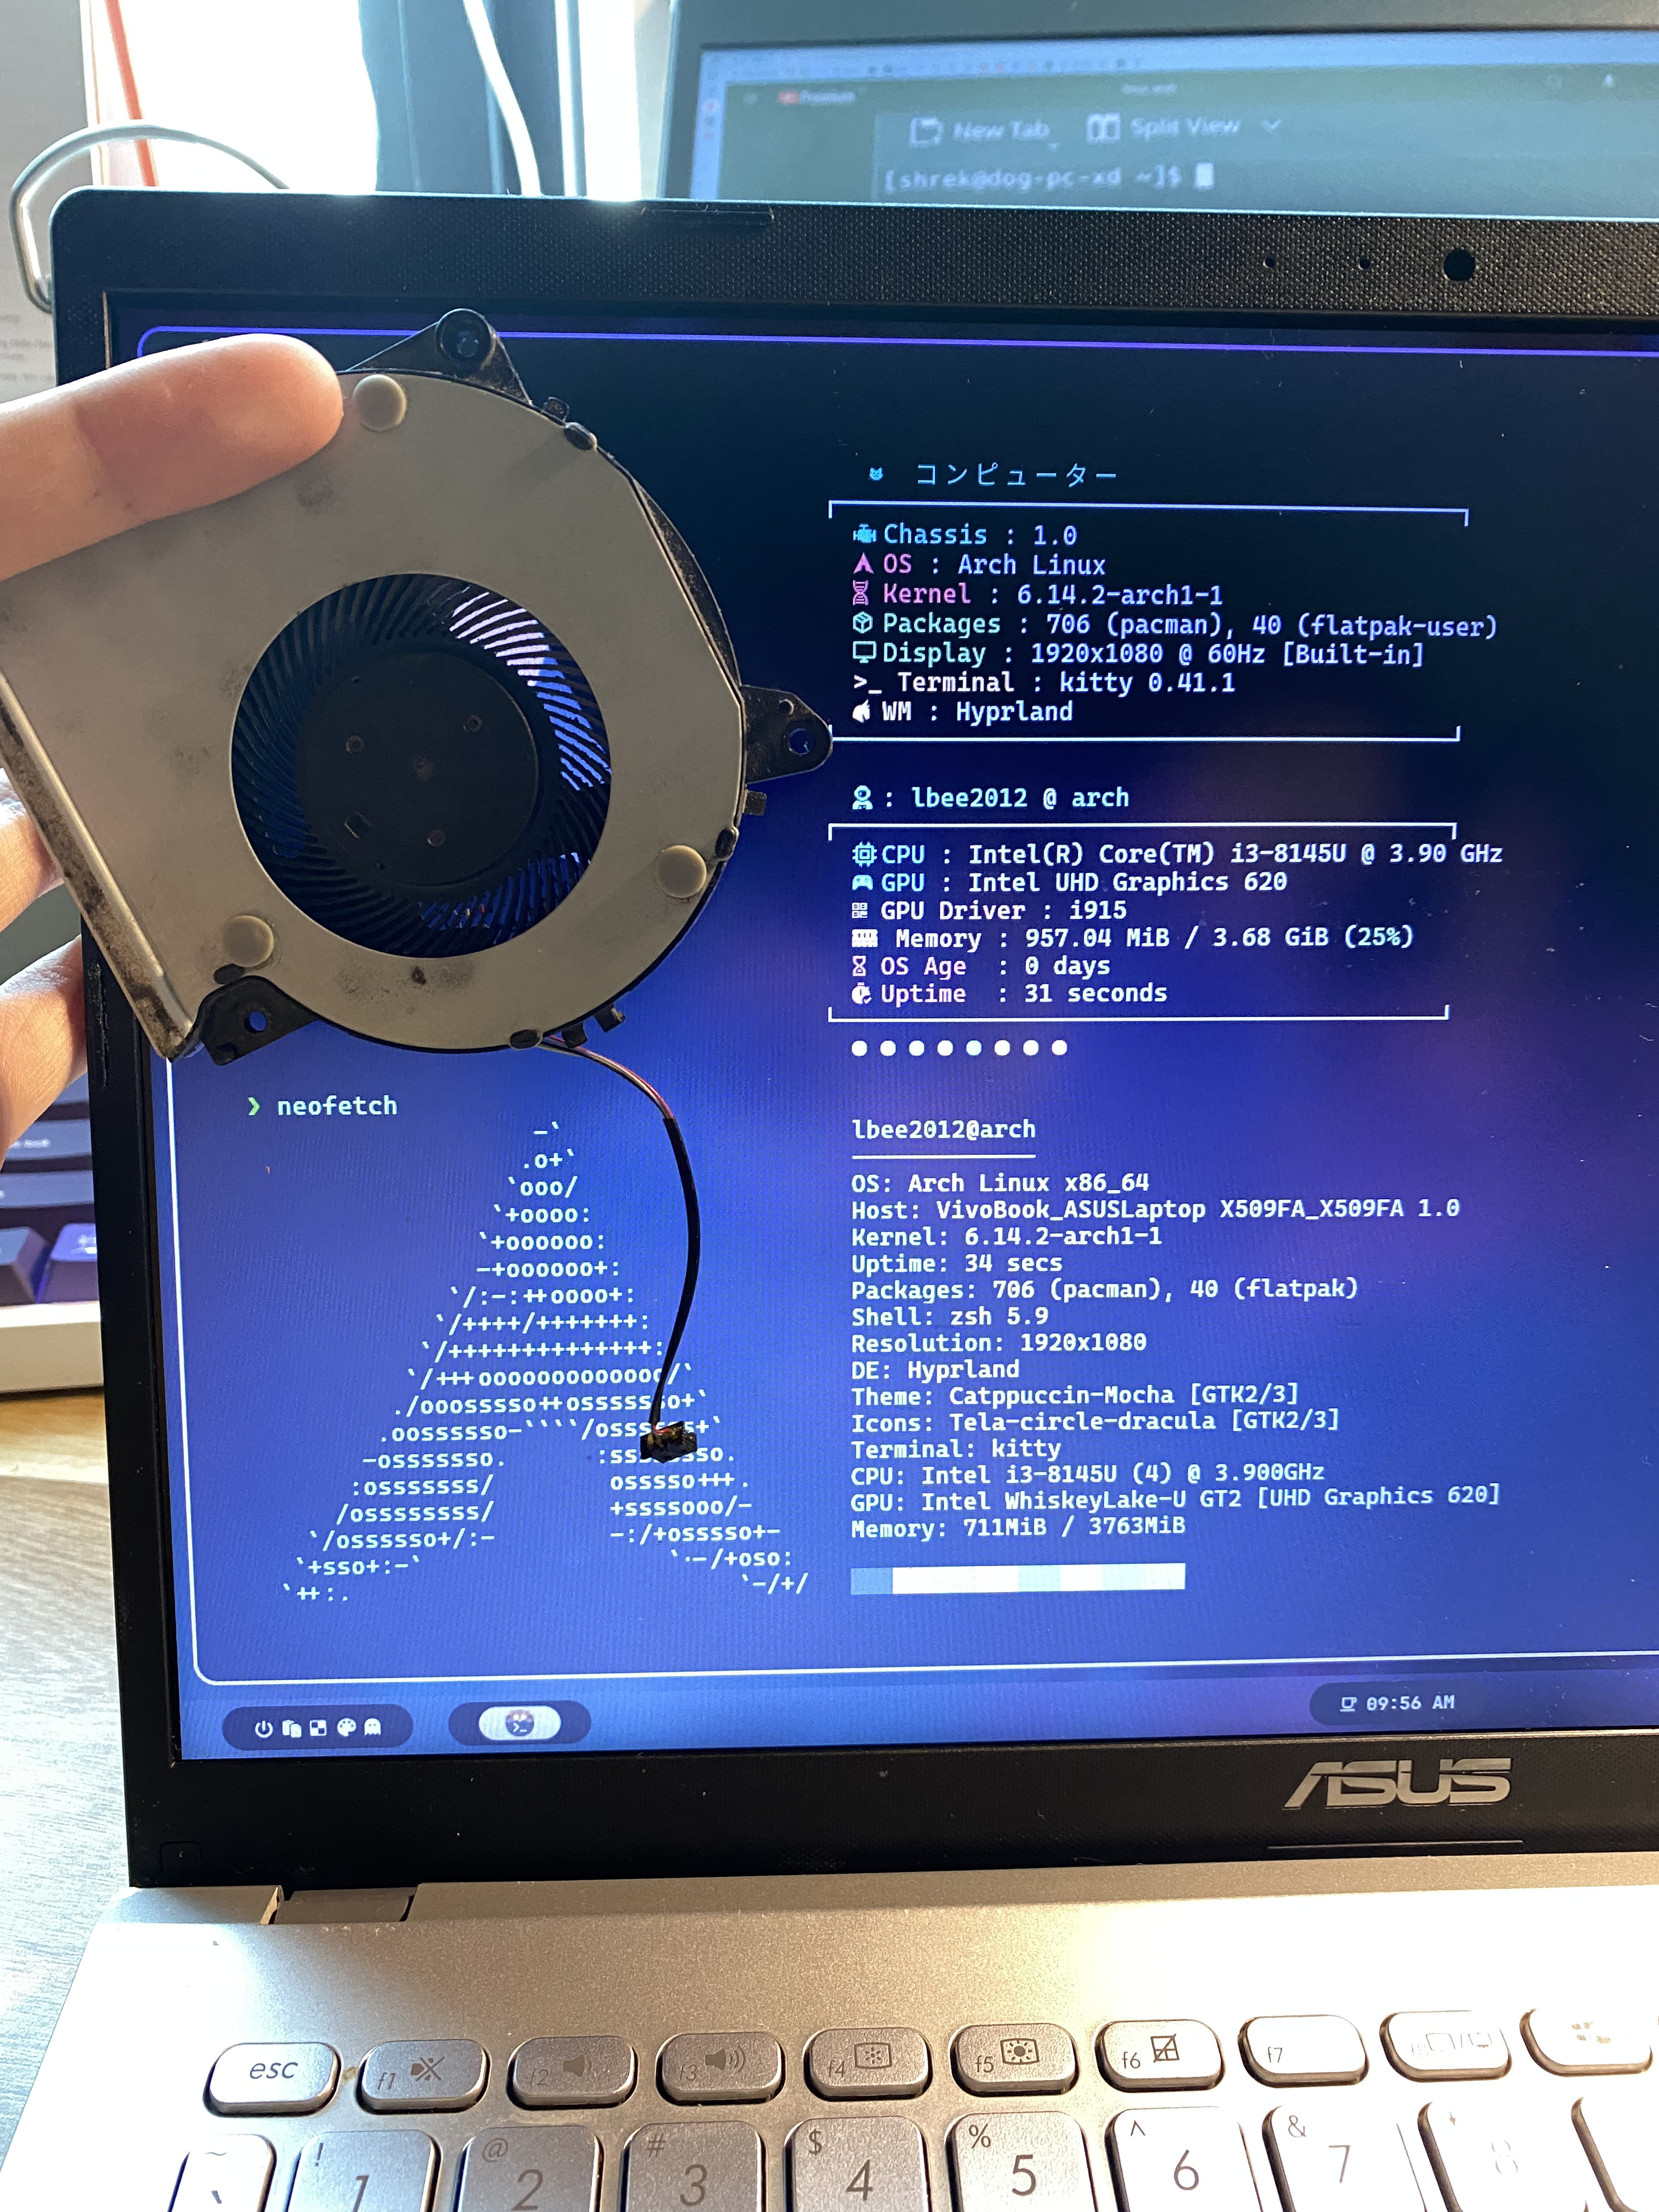 Premium
New Tab
Split View
[shrek@dog-pc-xd ~]$
コンピューター
Chassis : 1.0
OS : Arch Linux
Kernel : 6.14.2-arch1-1
Packages : 706 (pacman), 40 (flatpak-user)
Display : 1920x1080 @ 60Hz [Built-in]
>_ Terminal : kitty 0.41.1
WM : Hyprland
: lbee2012 @ arch
CPU : Intel(R) Core(TM) i3-8145U @ 3.90 GHz
GPU : Intel UHD Graphics 620
GPU Driver : i915
Memory : 957.04 MiB / 3.68 GiB (25%)
OS Age : 0 days
Uptime : 31 seconds
❯ neofetch
lbee2012@arch
OS: Arch Linux x86_64
Host: VivoBook_ASUSLaptop X509FA_X509FA 1.0
Kernel: 6.14.2-arch1-1
Uptime: 34 secs
Packages: 706 (pacman), 40 (flatpak)
Shell: zsh 5.9
Resolution: 1920x1080
DE: Hyprland
Theme: Catppuccin-Mocha [GTK2/3]
Icons: Tela-circle-dracula [GTK2/3]
Terminal: kitty
CPU: Intel i3-8145U (4) @ 3.900GHz
GPU: Intel WhiskeyLake-U GT2 [UHD Graphics 620]
Memory: 711MiB / 3763MiB
09:56 AM
ASUS
esc f1 f2 f3 f4 f5 f6 f7
~ ! @ # $ % ^ &
` 1 2 3 4 5 6 7 8